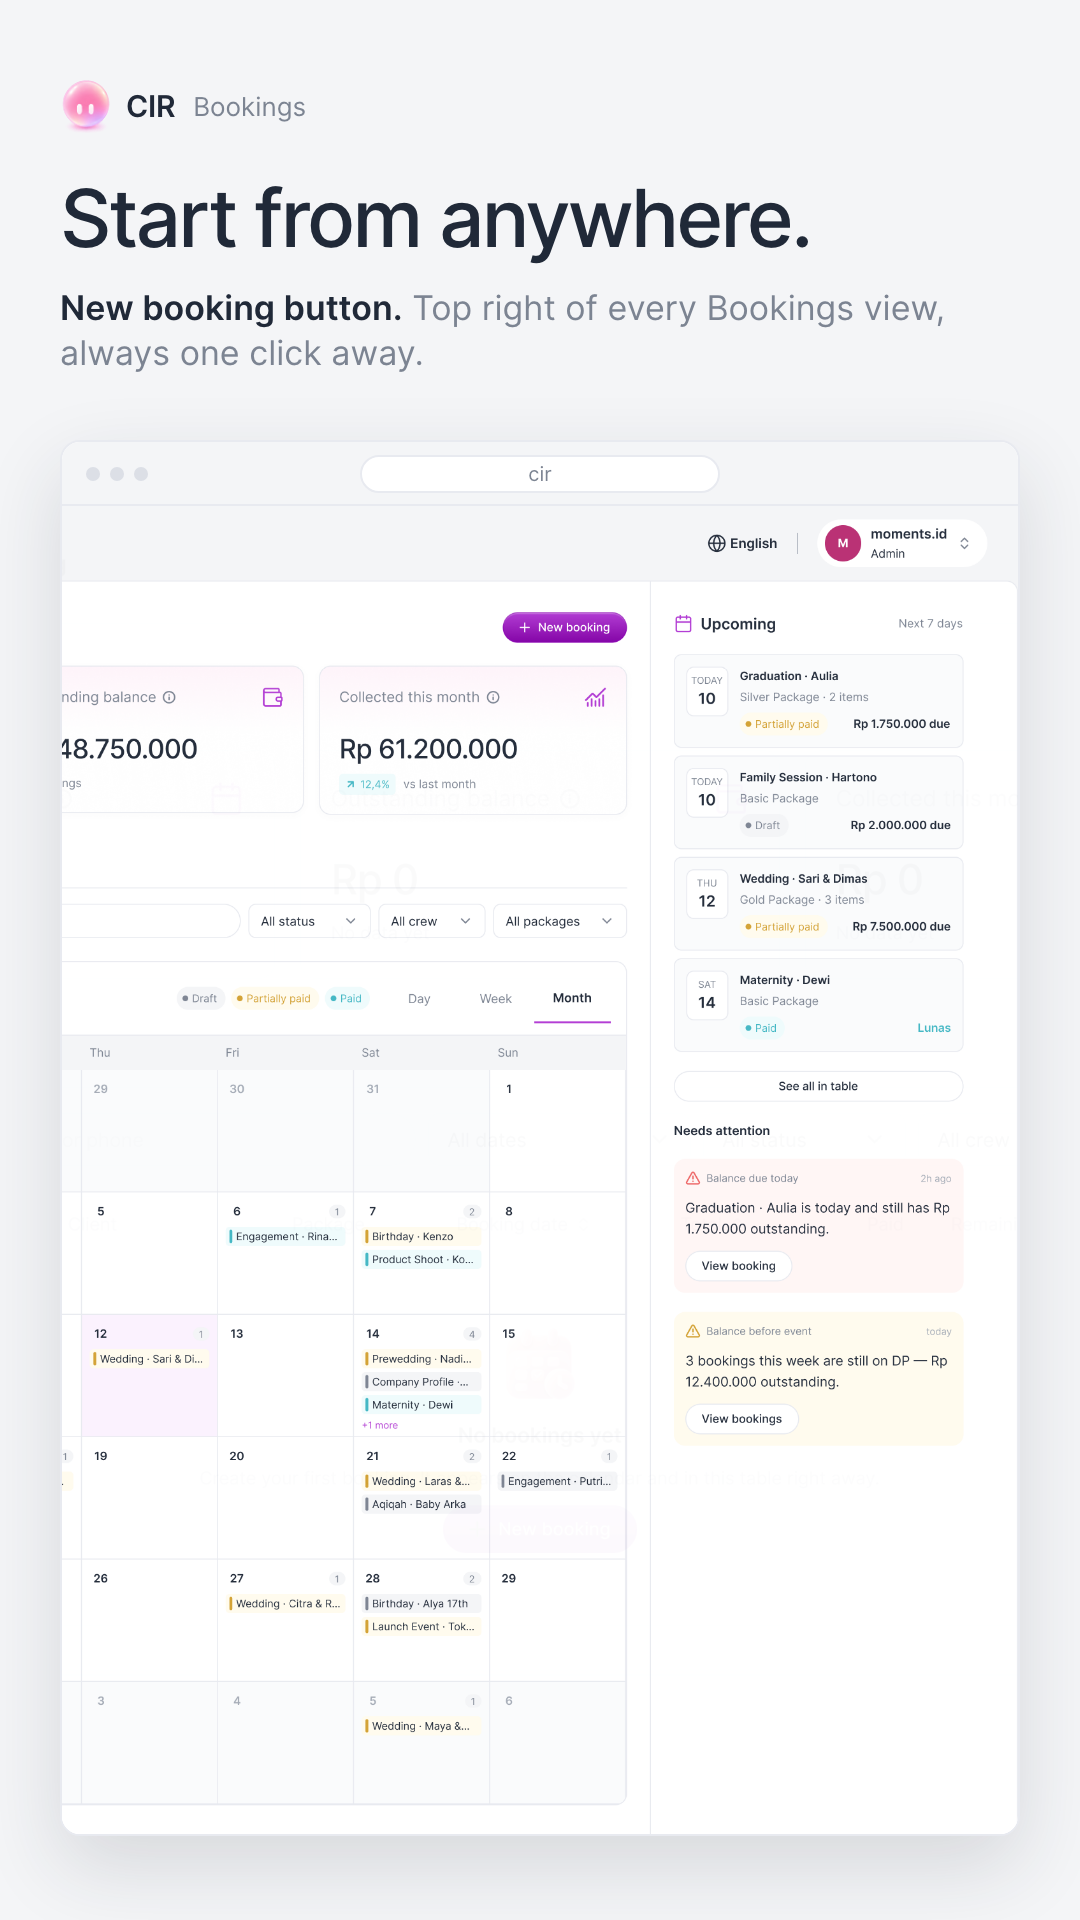 CIR Bookings
Start from anywhere.
New booking button. Top right of every Bookings view,
always one click away.
cir
English
M
moments.id
Admin
+ New booking
nding balance
48.750.000
ngs
Collected this month
Rp 61.200.000
12,4% vs last month
All status
All crew
All packages
Draft
Partially paid
Paid
Day
Week
Month
Thu Fri Sat Sun
29 30 31 1
5 6 1 7 2 8
Engagement · Rina...
Birthday · Kenzo
Product Shoot · Ko...
12 1 13 14 4 15
Wedding · Sari & Di...
Prewedding · Nadi...
Company Profile ·...
Maternity · Dewi
+1 more
1 19 20 21 2 22 1
Wedding · Laras &...
Aqiqah · Baby Arka
Engagement · Putri...
26 27 1 28 2 29
Wedding · Citra & R...
Birthday · Alya 17th
Launch Event · Tok...
3 4 5 1 6
Wedding · Maya &...
Upcoming
Next 7 days
TODAY
10
Graduation · Aulia
Silver Package · 2 items
Partially paid
Rp 1.750.000 due
TODAY
10
Family Session · Hartono
Basic Package
Draft
Rp 2.000.000 due
THU
12
Wedding · Sari & Dimas
Gold Package · 3 items
Partially paid
Rp 7.500.000 due
SAT
14
Maternity · Dewi
Basic Package
Paid
Lunas
See all in table
Needs attention
Balance due today
2h ago
Graduation · Aulia is today and still has Rp
1.750.000 outstanding.
View booking
Balance before event
today
3 bookings this week are still on DP — Rp
12.400.000 outstanding.
View bookings
Rp 0
Rp 0
No bookings yet
New booking